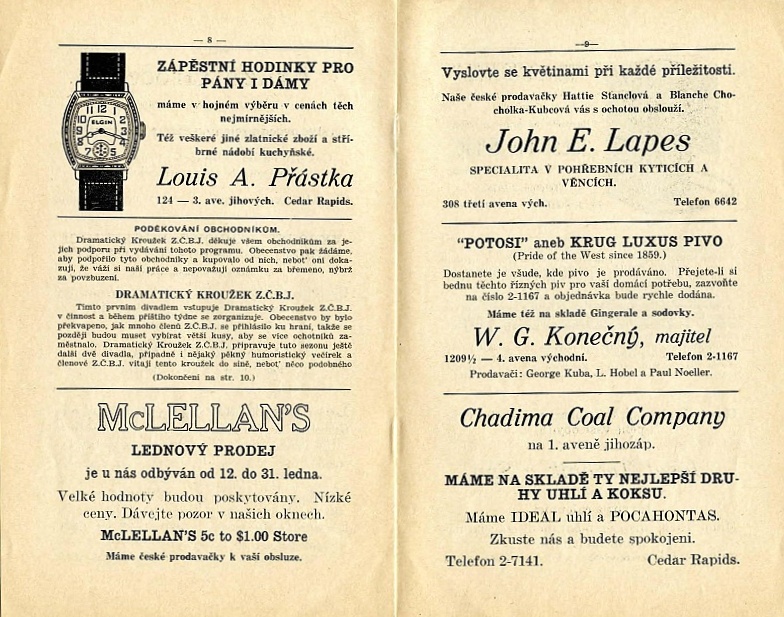 — 8 —
ELGIN
ZÁPĚSTNÍ HODINKY PRO
PÁNY I DÁMY
máme v hojném výběru v cenách těch
nejmírnějších.
Též veškeré jiné zlatnické zboží a stří-
brné nádobí kuchyňské.
Louis A. Přástka
124 — 3. ave. jihových. Cedar Rapids.
PODĚKOVÁNÍ OBCHODNÍKŮM.
Dramatický Kroužek Z.Č.B.J. děkuje všem obchodníkům za je-
jich podporu při vydávání tohoto programu. Obecenstvo pak žádáme,
aby podpořilo tyto obchodníky a kupovalo od nich, neboť oni doka-
zují, že váží si naší práce a nepovažují oznámku za břemeno, nýbrž
za povzbuzení.
DRAMATICKÝ KROUŽEK Z.Č.B.J.
Tímto prvním divadlem vstupuje Dramatický Kroužek Z.Č.B.J.
v činnost a během příštího týdne se zorganizuje. Obecenstvo by bylo
překvapeno, jak mnoho členů Z.Č.B.J. se přihlásilo ku hraní, takže se
později budou muset vybírat větší kusy, aby se více ochotníků za-
městnalo. Dramatický Kroužek Z.Č.B.J. připravuje tuto sezonu ještě
další dvě divadla, případně i nějaký pěkný humoristický večírek a
členové Z.Č.B.J. vítají tento kroužek do síně, neboť něco podobného
(Dokončení na str. 10.)
McLELLAN'S
LEDNOVÝ PRODEJ
je u nás odbýván od 12. do 31. ledna.
Velké hodnoty budou poskytovány. Nízké
ceny. Dávejte pozor v našich oknech.
McLELLAN'S 5c to $1.00 Store
Máme české prodavačky k vaší obsluze.
—9—
Vyslovte se květinami při každé příležitosti.
Naše české prodavačky Hattie Stanclová a Blanche Cho-
cholka-Kubcová vás s ochotou obslouží.
John E. Lapes
SPECIALITA V POHŘEBNÍCH KYTICÍCH A
VĚNCÍCH.
308 třetí avena vých. Telefon 6642
"POTOSI" aneb KRUG LUXUS PIVO
(Pride of the West since 1859.)
Dostanete je všude, kde pivo je prodáváno. Přejete-li si
bednu těchto řízných piv pro vaši domácí potřebu, zazvoňte
na číslo 2-1167 a objednávka bude rychle dodána.
Máme též na skladě Gingerale a sodovky.
W. G. Konečný, majitel
1209½ — 4. avena východní. Telefon 2-1167
Prodavači: George Kuba, L. Hobel a Paul Noeller.
Chadima Coal Company
na 1. aveně jihozáp.
MÁME NA SKLADĚ TY NEJLEPŠÍ DRU-
HY UHLÍ A KOKSU.
Máme IDEAL uhlí a POCAHONTAS.
Zkuste nás a budete spokojeni.
Telefon 2-7141. Cedar Rapids.